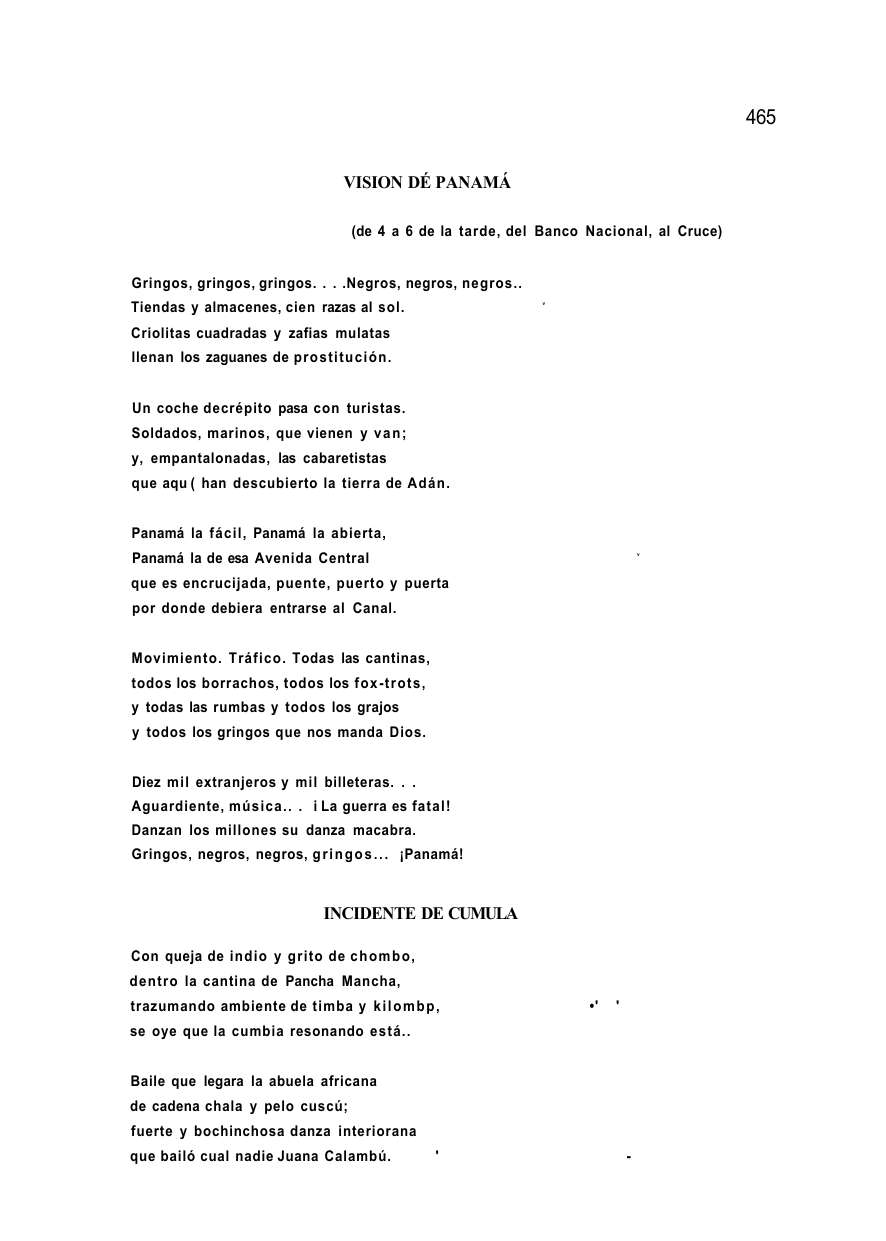 465
VISION DÉ PANAMÁ
(de 4 a 6 de la tarde, del Banco Nacional, al Cruce)
Gringos, gringos, gringos. . . .Negros, negros, negros..
Tiendas y almacenes, cien razas al sol.
Criolitas cuadradas y zafias mulatas
llenan los zaguanes de prostitución.
Un coche decrépito pasa con turistas.
Soldados, marinos, que vienen y van;
y, empantalonadas, las cabaretistas
que aqu ( han descubierto la tierra de Adán.
Panamá la fácil, Panamá la abierta,
Panamá la de esa Avenida Central
que es encrucijada, puente, puerto y puerta
por donde debiera entrarse al Canal.
Movimiento. Tráfico. Todas las cantinas,
todos los borrachos, todos los fox-trots,
y todas las rumbas y todos los grajos
y todos los gringos que nos manda Dios.
Diez mil extranjeros y mil billeteras. . .
Aguardiente, música.. . i La guerra es fatal!
Danzan los millones su danza macabra.
Gringos, negros, negros, gringos... ¡Panamá!
INCIDENTE DE CUMULA
Con queja de indio y grito de chombo,
dentro la cantina de Pancha Mancha,
trazumando ambiente de timba y kilombp,
se oye que la cumbia resonando está..
Baile que legara la abuela africana
de cadena chala y pelo cuscú;
fuerte y bochinchosa danza interiorana
que bailó cual nadie Juana Calambú.